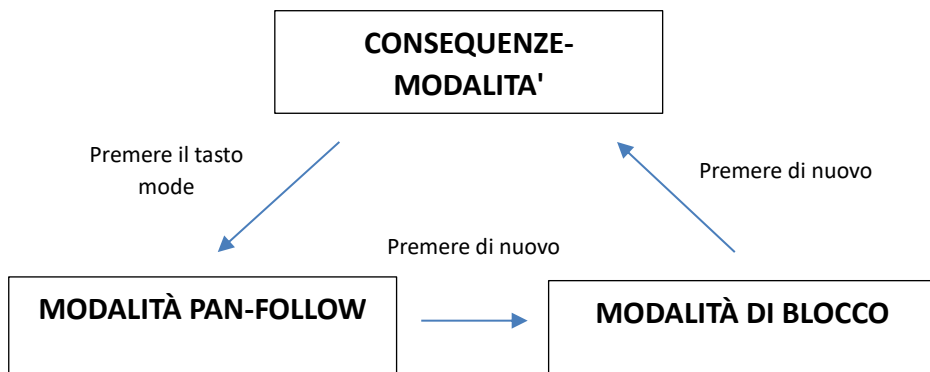 CONSEQUENZE-
MODALITA'
Premere il tasto
mode
Premere di nuovo
Premere di nuovo
MODALITÀ PAN-FOLLOW
MODALITÀ DI BLOCCO